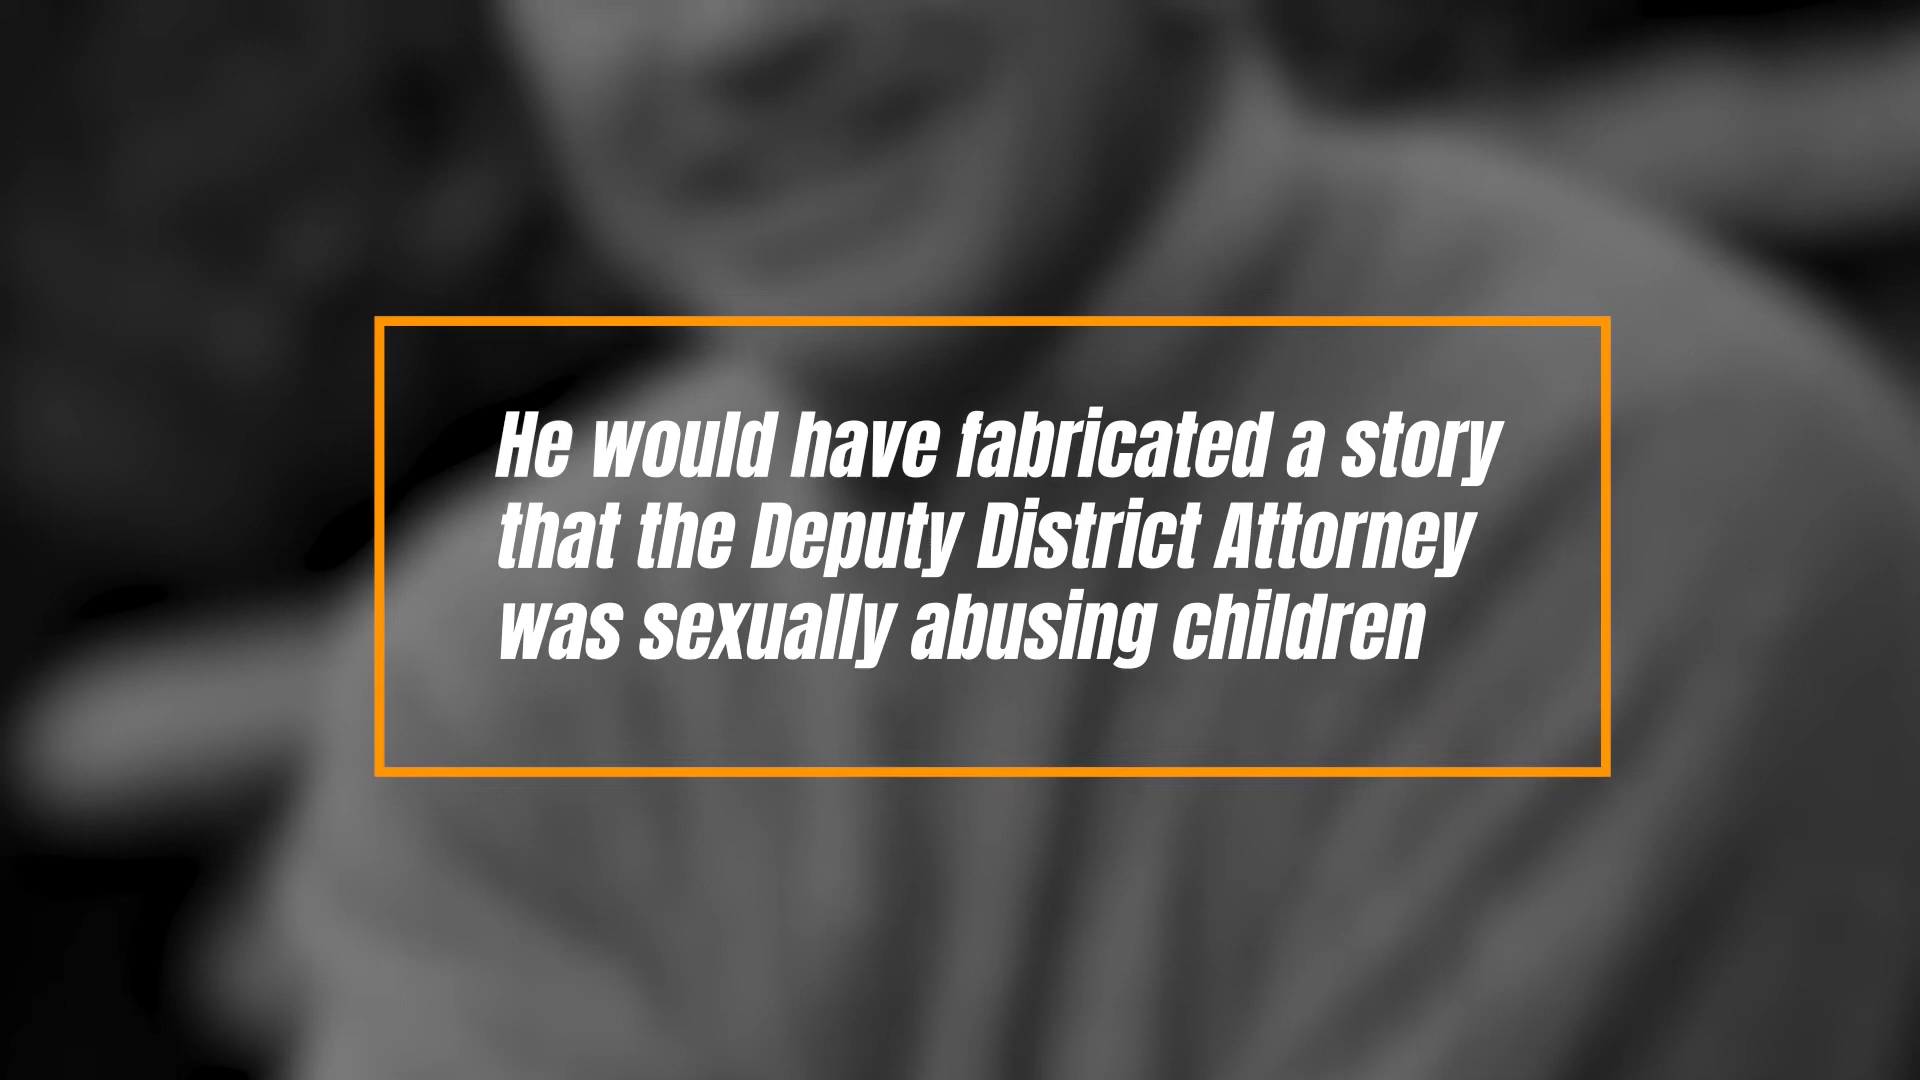 He would have fabricated a story
that the Deputy District Attorney
was sexually abusing children